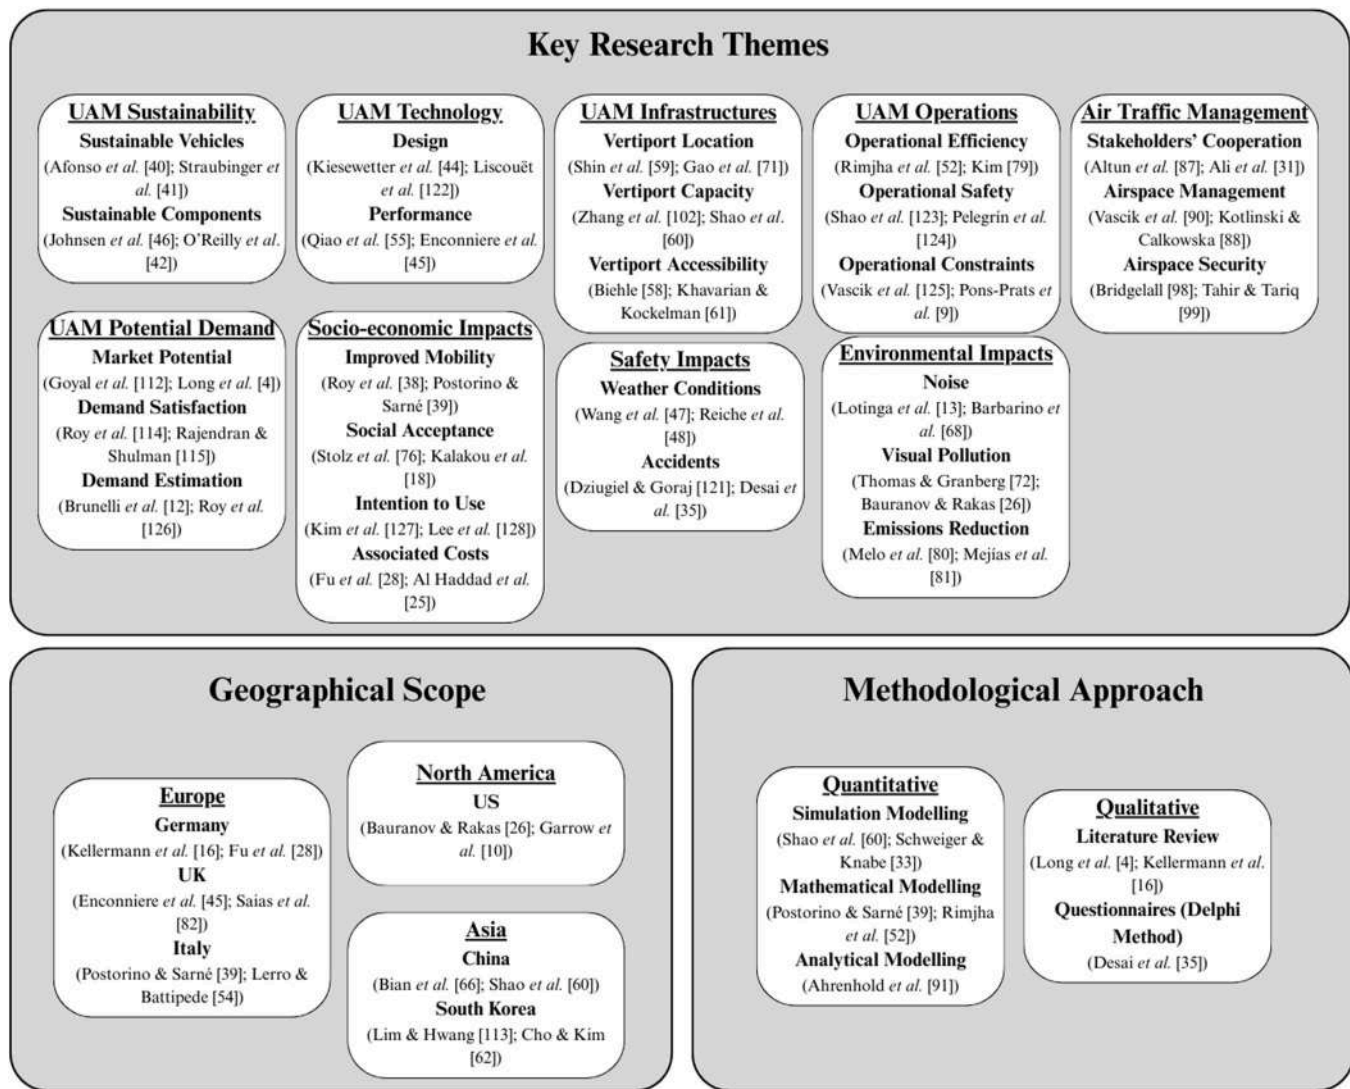 Key Research Themes
UAM Sustainability
Sustainable Vehicles
(Afonso et al. [40]; Straubinger et
al. [41])
Sustainable Components
(Johnsen et al. [46]; O'Reilly et al.
[42])
UAM Technology
Design
(Kiesewetter et al. [44]; Liscouët
et al. [122])
Performance
(Qiao et al. [55]; Enconniere et al.
[45])
UAM Infrastructures
Vertiport Location
(Shin et al. [59]; Gao et al. [71])
Vertiport Capacity
(Zhang et al. [102]; Shao et al.
[60])
Vertiport Accessibility
(Biehle [58]; Khavarian &
Kockelman [61])
UAM Operations
Operational Efficiency
(Rimjha et al. [52]; Kim [79])
Operational Safety
(Shao et al. [123]; Pelegrín et al.
[124])
Operational Constraints
(Vascik et al. [125]; Pons-Prats et
al. [9])
Air Traffic Management
Stakeholders' Cooperation
(Altun et al. [87]; Ali et al. [31])
Airspace Management
(Vascik et al. [90]; Kotlinski &
Calkowska [88])
Airspace Security
(Bridgelall [98]; Tahir & Tariq
[99])
UAM Potential Demand
Market Potential
(Goyal et al. [112]; Long et al. [4])
Demand Satisfaction
(Roy et al. [114]; Rajendran &
Shulman [115])
Demand Estimation
(Brunelli et al. [12]; Roy et al.
[126])
Socio-economic Impacts
Improved Mobility
(Roy et al. [38]; Postorino &
Sarné [39])
Social Acceptance
(Stolz et al. [76]; Kalakou et al.
[18])
Intention to Use
(Kim et al. [127]; Lee et al. [128])
Associated Costs
(Fu et al. [28]; Al Haddad et al.
[25])
Safety Impacts
Weather Conditions
(Wang et al. [47]; Reiche et al.
[48])
Accidents
(Dziugiel & Goraj [121]; Desai et
al. [35])
Environmental Impacts
Noise
(Lotinga et al. [13]; Barbarino et
al. [68])
Visual Pollution
(Thomas & Granberg [72];
Bauranov & Rakas [26])
Emissions Reduction
(Melo et al. [80]; Mejías et al.
[81])
Geographical Scope
Europe
Germany
(Kellermann et al. [16]; Fu et al. [28])
UK
(Enconniere et al. [45]; Saias et al.
[82])
Italy
(Postorino & Sarné [39]; Lerro &
Battipede [54])
North America
US
(Bauranov & Rakas [26]; Garrow et
al. [10])
Asia
China
(Bian et al. [66]; Shao et al. [60])
South Korea
(Lim & Hwang [113]; Cho & Kim
[62])
Methodological Approach
Quantitative
Simulation Modelling
(Shao et al. [60]; Schweiger &
Knabe [33])
Mathematical Modelling
(Postorino & Sarné [39]; Rimjha
et al. [52])
Analytical Modelling
(Ahrenhold et al. [91])
Qualitative
Literature Review
(Long et al. [4]; Kellermann et al.
[16])
Questionnaires (Delphi
Method)
(Desai et al. [35])